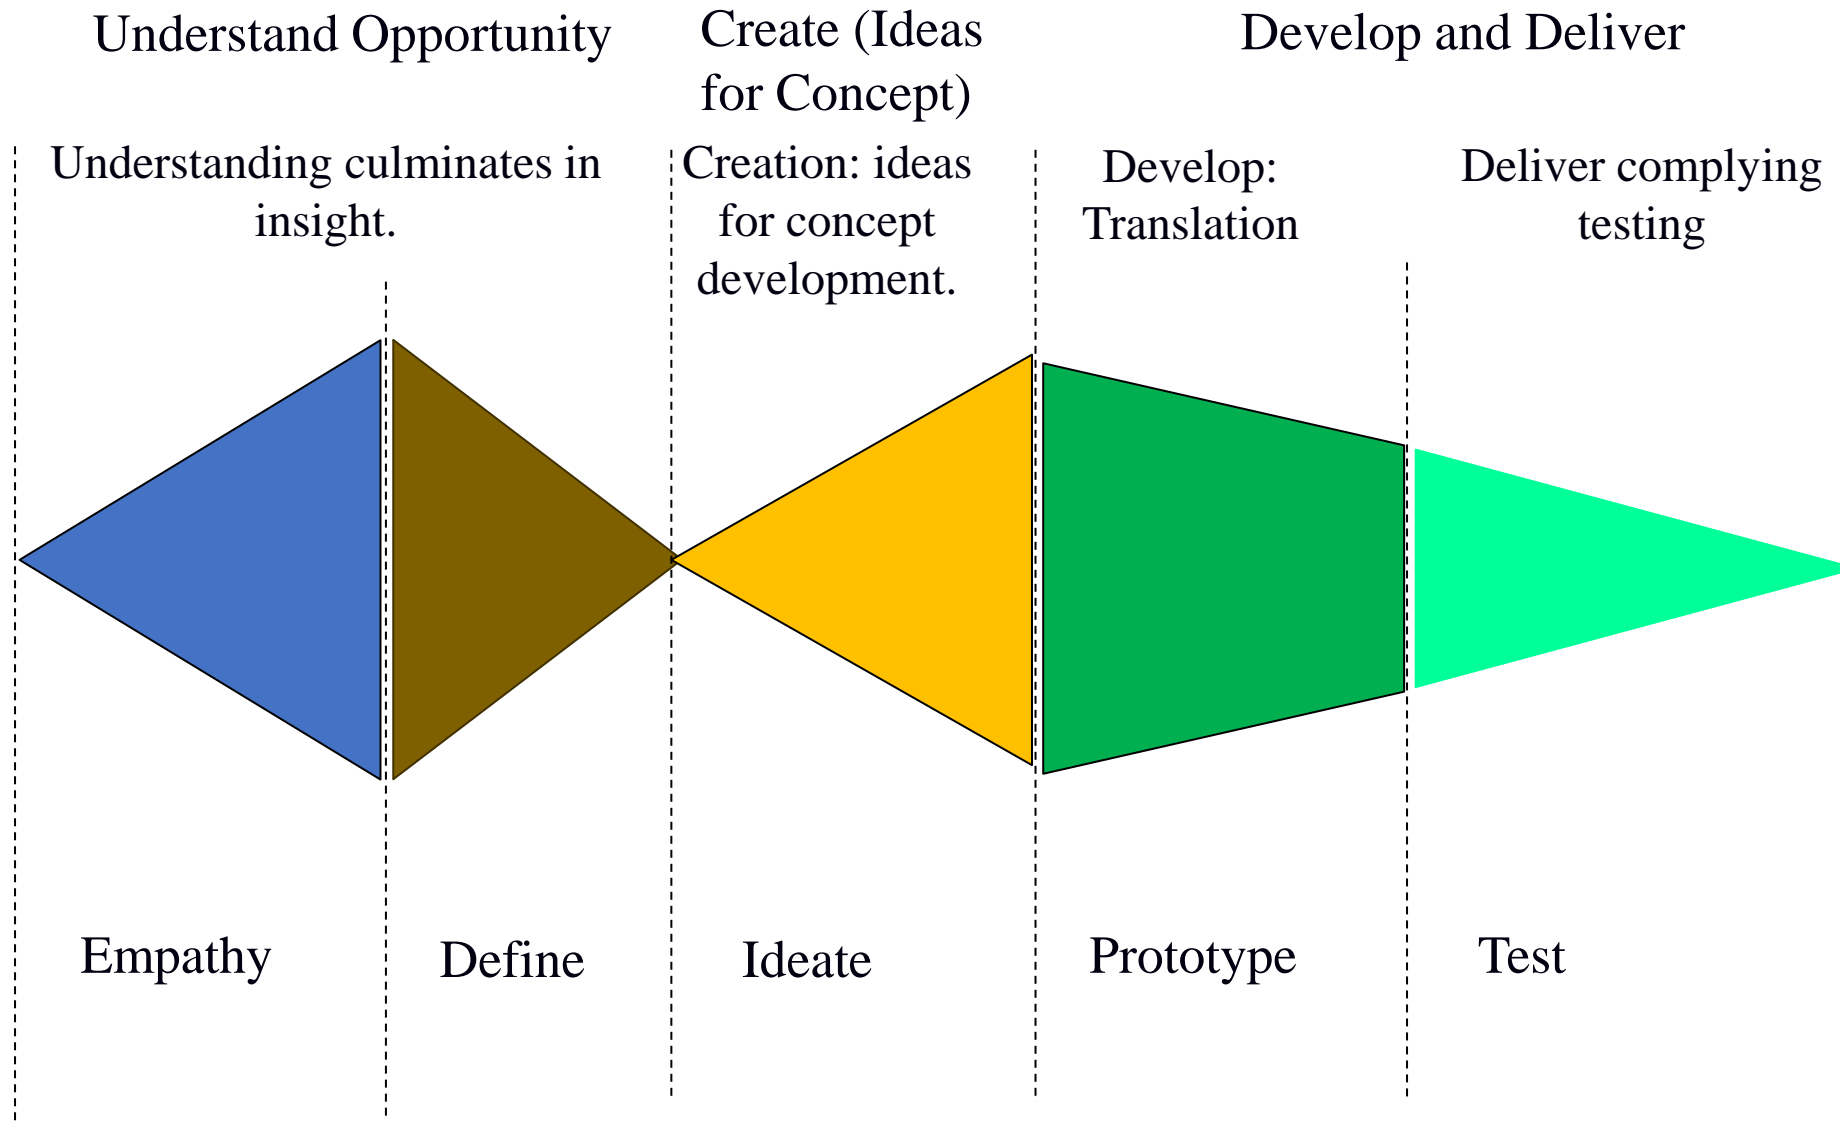 Understand Opportunity
Create (Ideas
for Concept)
Develop and Deliver
Understanding culminates in
insight.
Creation: ideas
for concept
development.
Develop:
Translation
Deliver complying
testing
Empathy
Define
Ideate
Prototype
Test